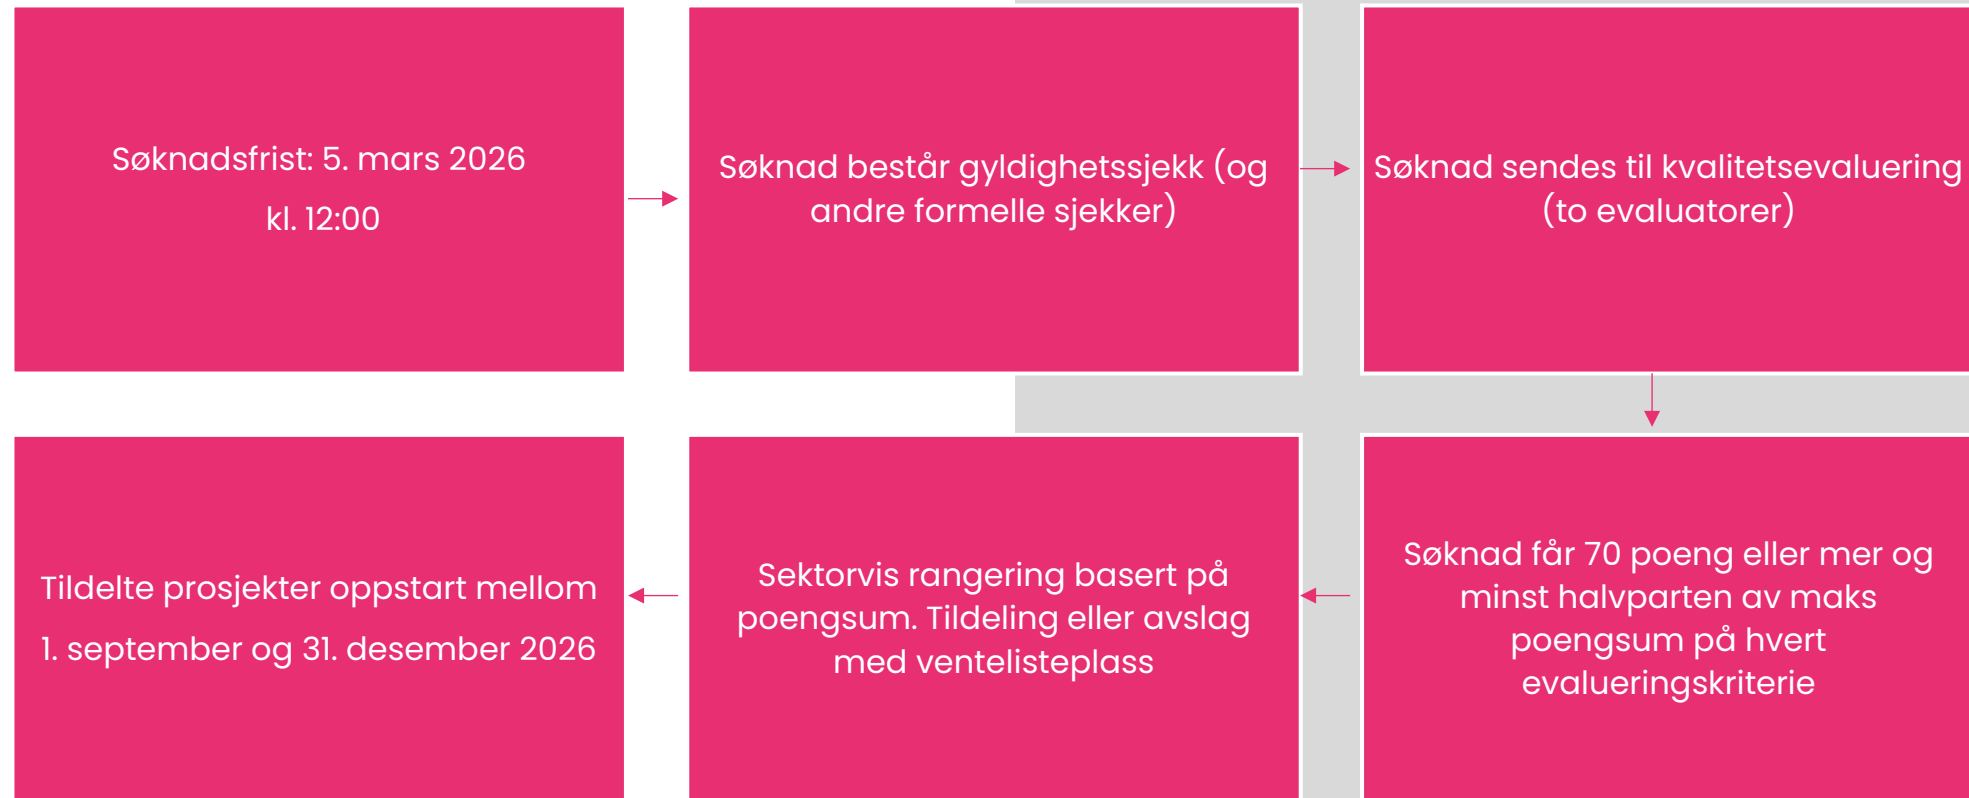 Søknadsfrist: 5. mars 2026
kl. 12:00
Søknad består gyldighetssjekk (og
andre formelle sjekker)
Søknad sendes til kvalitetsevaluering
(to evaluatorer)
Søknad får 70 poeng eller mer og
minst halvparten av maks
poengsum på hvert
evalueringskriterie
Sektorvis rangering basert på
poengsum. Tildeling eller avslag
med ventelisteplass
Tildelte prosjekter oppstart mellom
1. september og 31. desember 2026